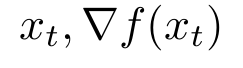 x_t, ∇f(x_t)